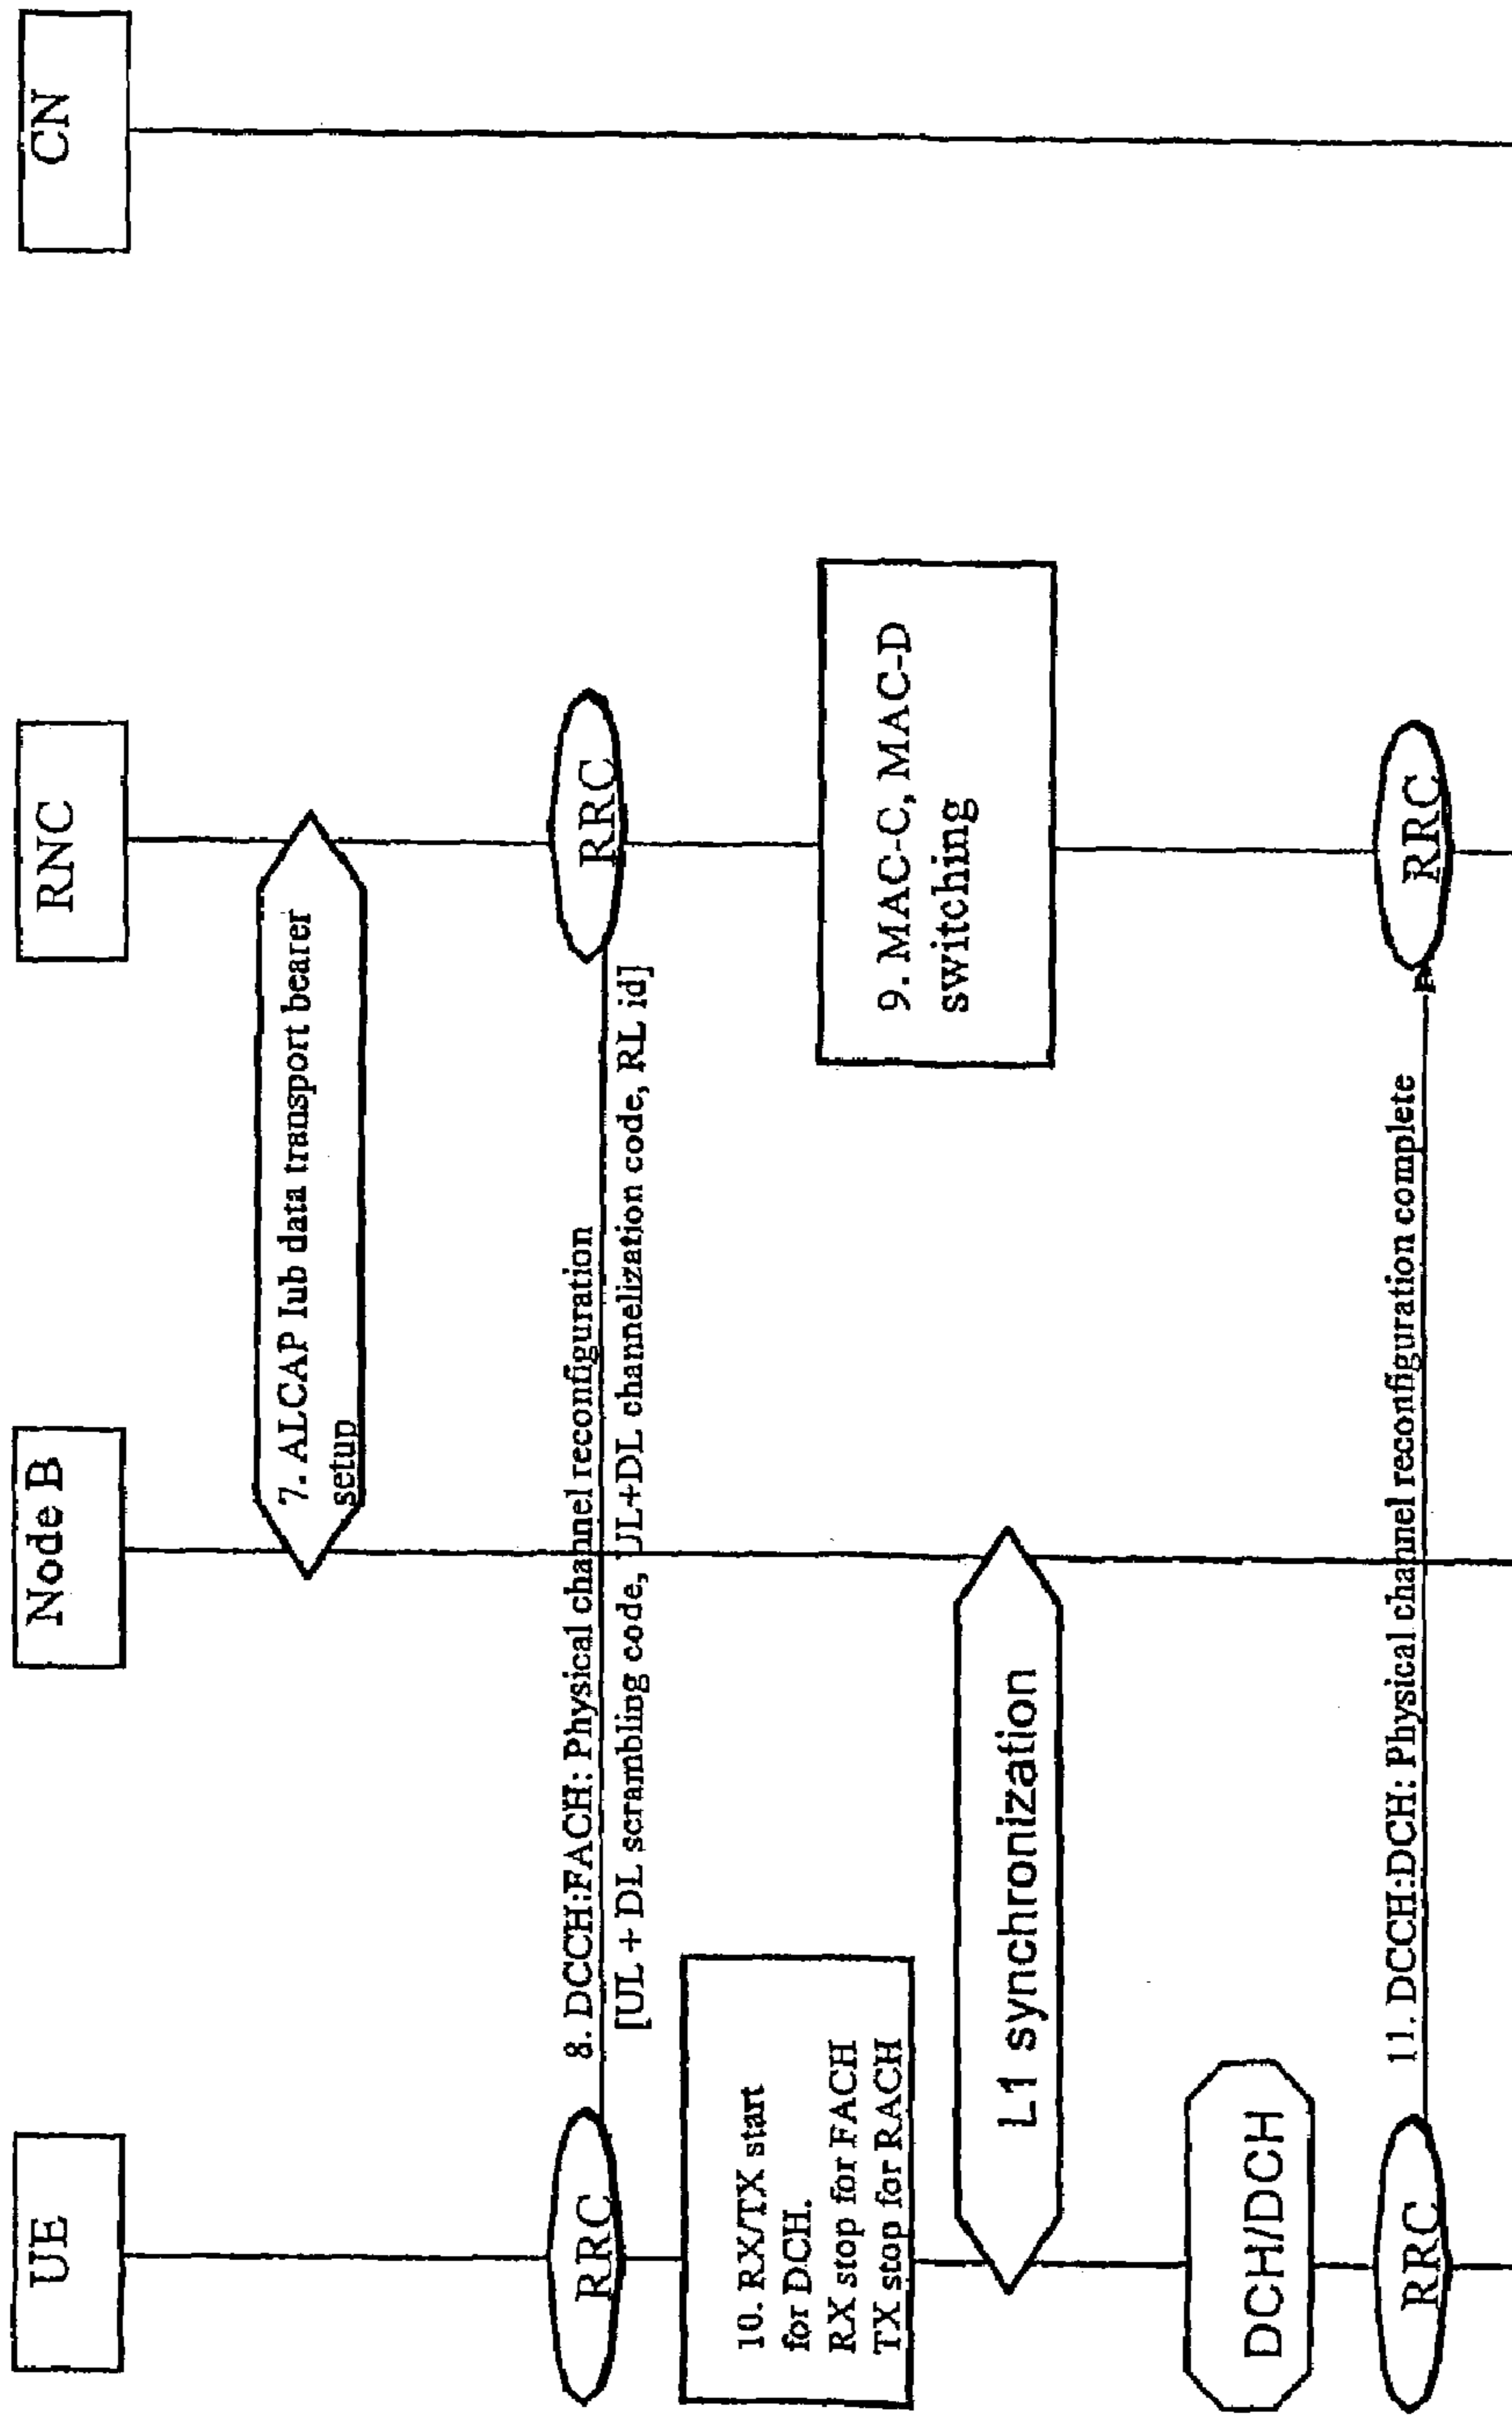 UE
Node B
RNC
CN
7. ALCAP Iub data transport bearer
setup
RRC
8. DCCH:FACH: Physical channel reconfiguration
[UL + DL scrambling code, UL+DL channelization code, RL id]
RRC
10. RX/TX start
for DCH.
RX stop for FACH
TX stop for RACH
9. MAC-C, MAC-D
switching
L1 synchronization
DCH/DCH
RRC
11. DCCH:DCH: Physical channel reconfiguration complete
RRC